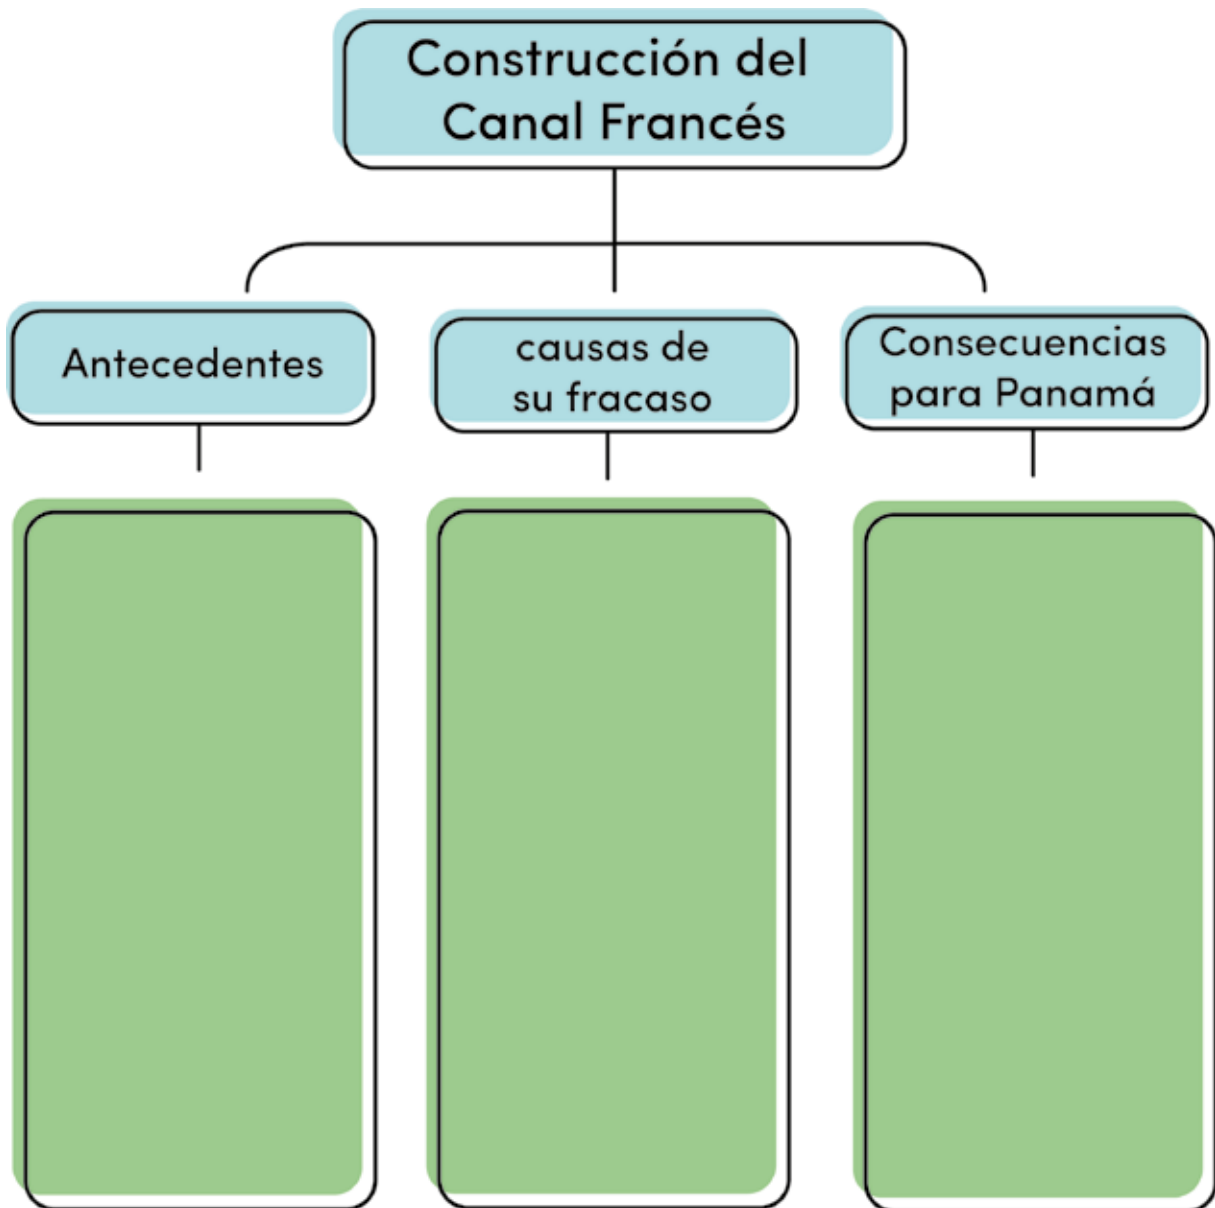 Construcción del
Canal Francés
Antecedentes
causas de
su fracaso
Consecuencias
para Panamá